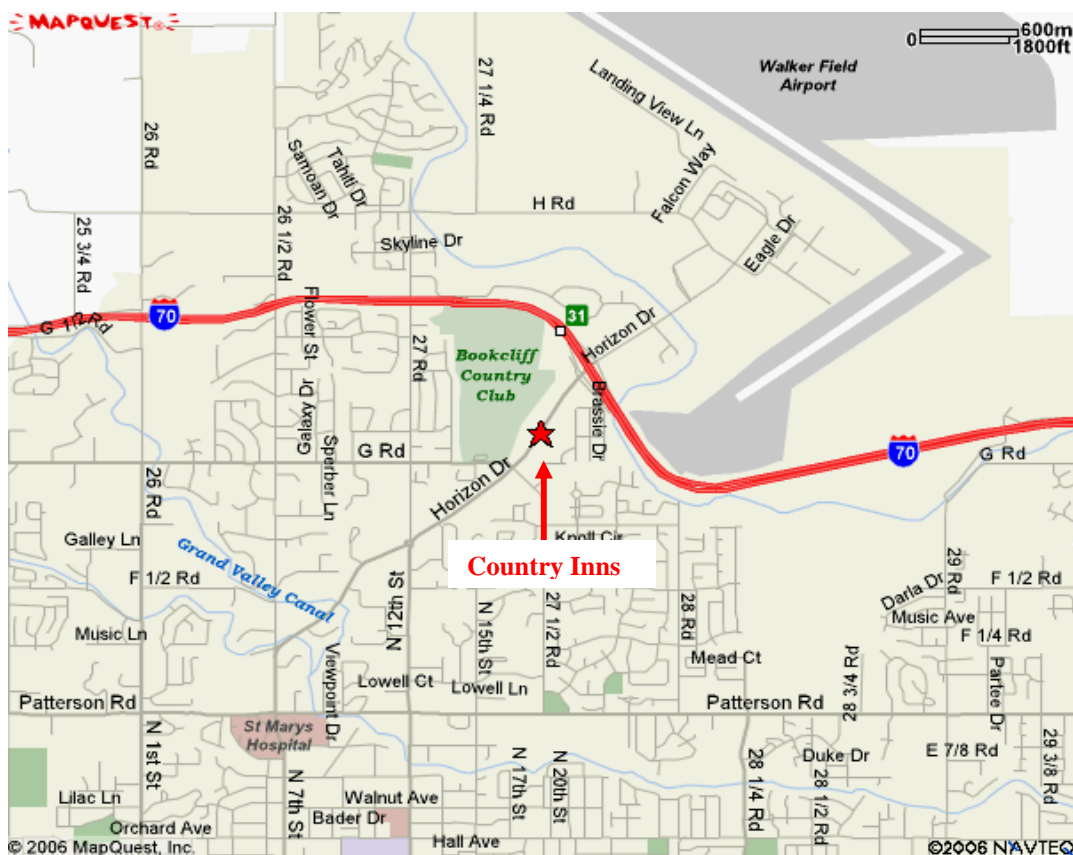 MAPQUEST®
0 600m
1800ft
Walker Field
Airport
27 1/4 Rd
Landing View Ln
26 Rd
Samoan Dr
Tahiti Dr
Falcon Way
25 3/4 Rd
26 1/2 Rd
H Rd
Skyline Dr
Eagle Dr
G 1/2 Rd
70
Flower St
31
Horizon Dr
27 Rd
Bookcliff
Country
Club
Brassie Dr
Galaxy Dr
Sperber Ln
G Rd
Horizon Dr
70
G Rd
26 Rd
Galley Ln
Knoll Cir
Country Inns
Grand Valley Canal
F 1/2 Rd
N 12th St
N 15th St
27 1/2 Rd
28 Rd
Darla Dr
29 Rd
F 1/2 Rd
Music Ave
F 1/4 Rd
Music Ln
Viewpoint Dr
Mead Ct
28 3/4 Rd
Partee Dr
Lowell Ct
Lowell Ln
Patterson Rd
Patterson Rd
St Marys
Hospital
N 1st St
N 7th St
N 17th St
N 20th St
28 1/4 Rd
Duke Dr
28 1/2 Rd
E 7/8 Rd
29 3/8 Rd
Lilac Ln
Walnut Ave
Bader Dr
Orchard Ave
Hall Ave
© 2006 MapQuest, Inc.
©2006 NAVTEQ